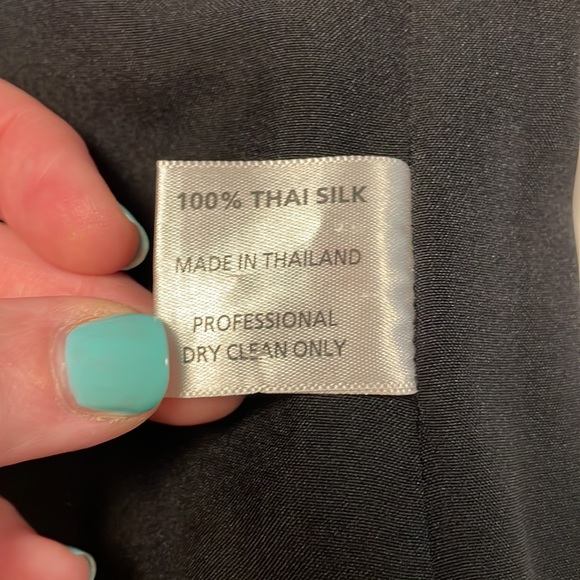 100% THAI SILK
MADE IN THAILAND
PROFESSIONAL
DRY CLEAN ONLY